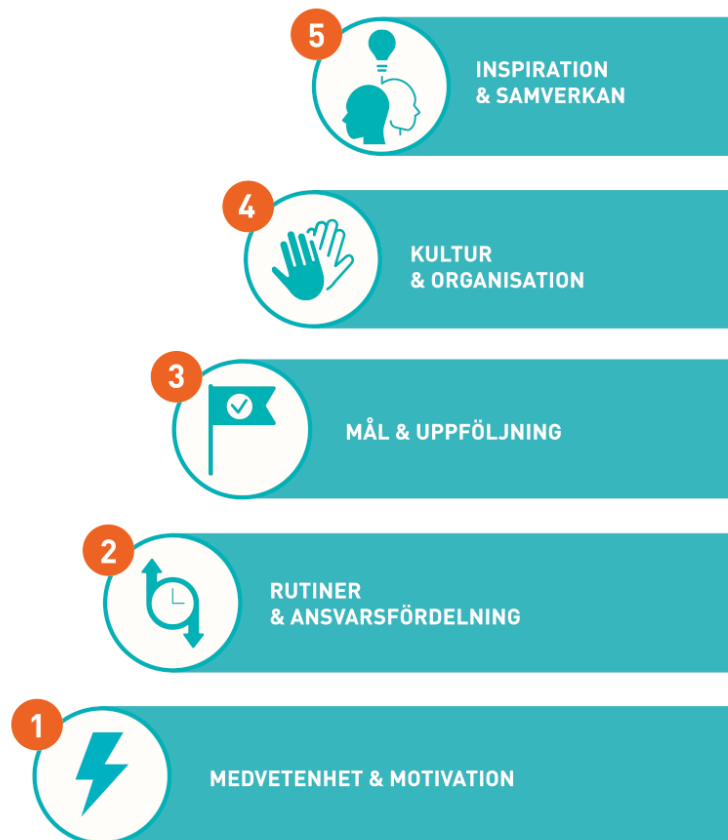 5
INSPIRATION
& SAMVERKAN
4
KULTUR
& ORGANISATION
3
MÅL & UPPFÖLJNING
2
RUTINER
& ANSVARSFÖRDELNING
1
MEDVETENHET & MOTIVATION